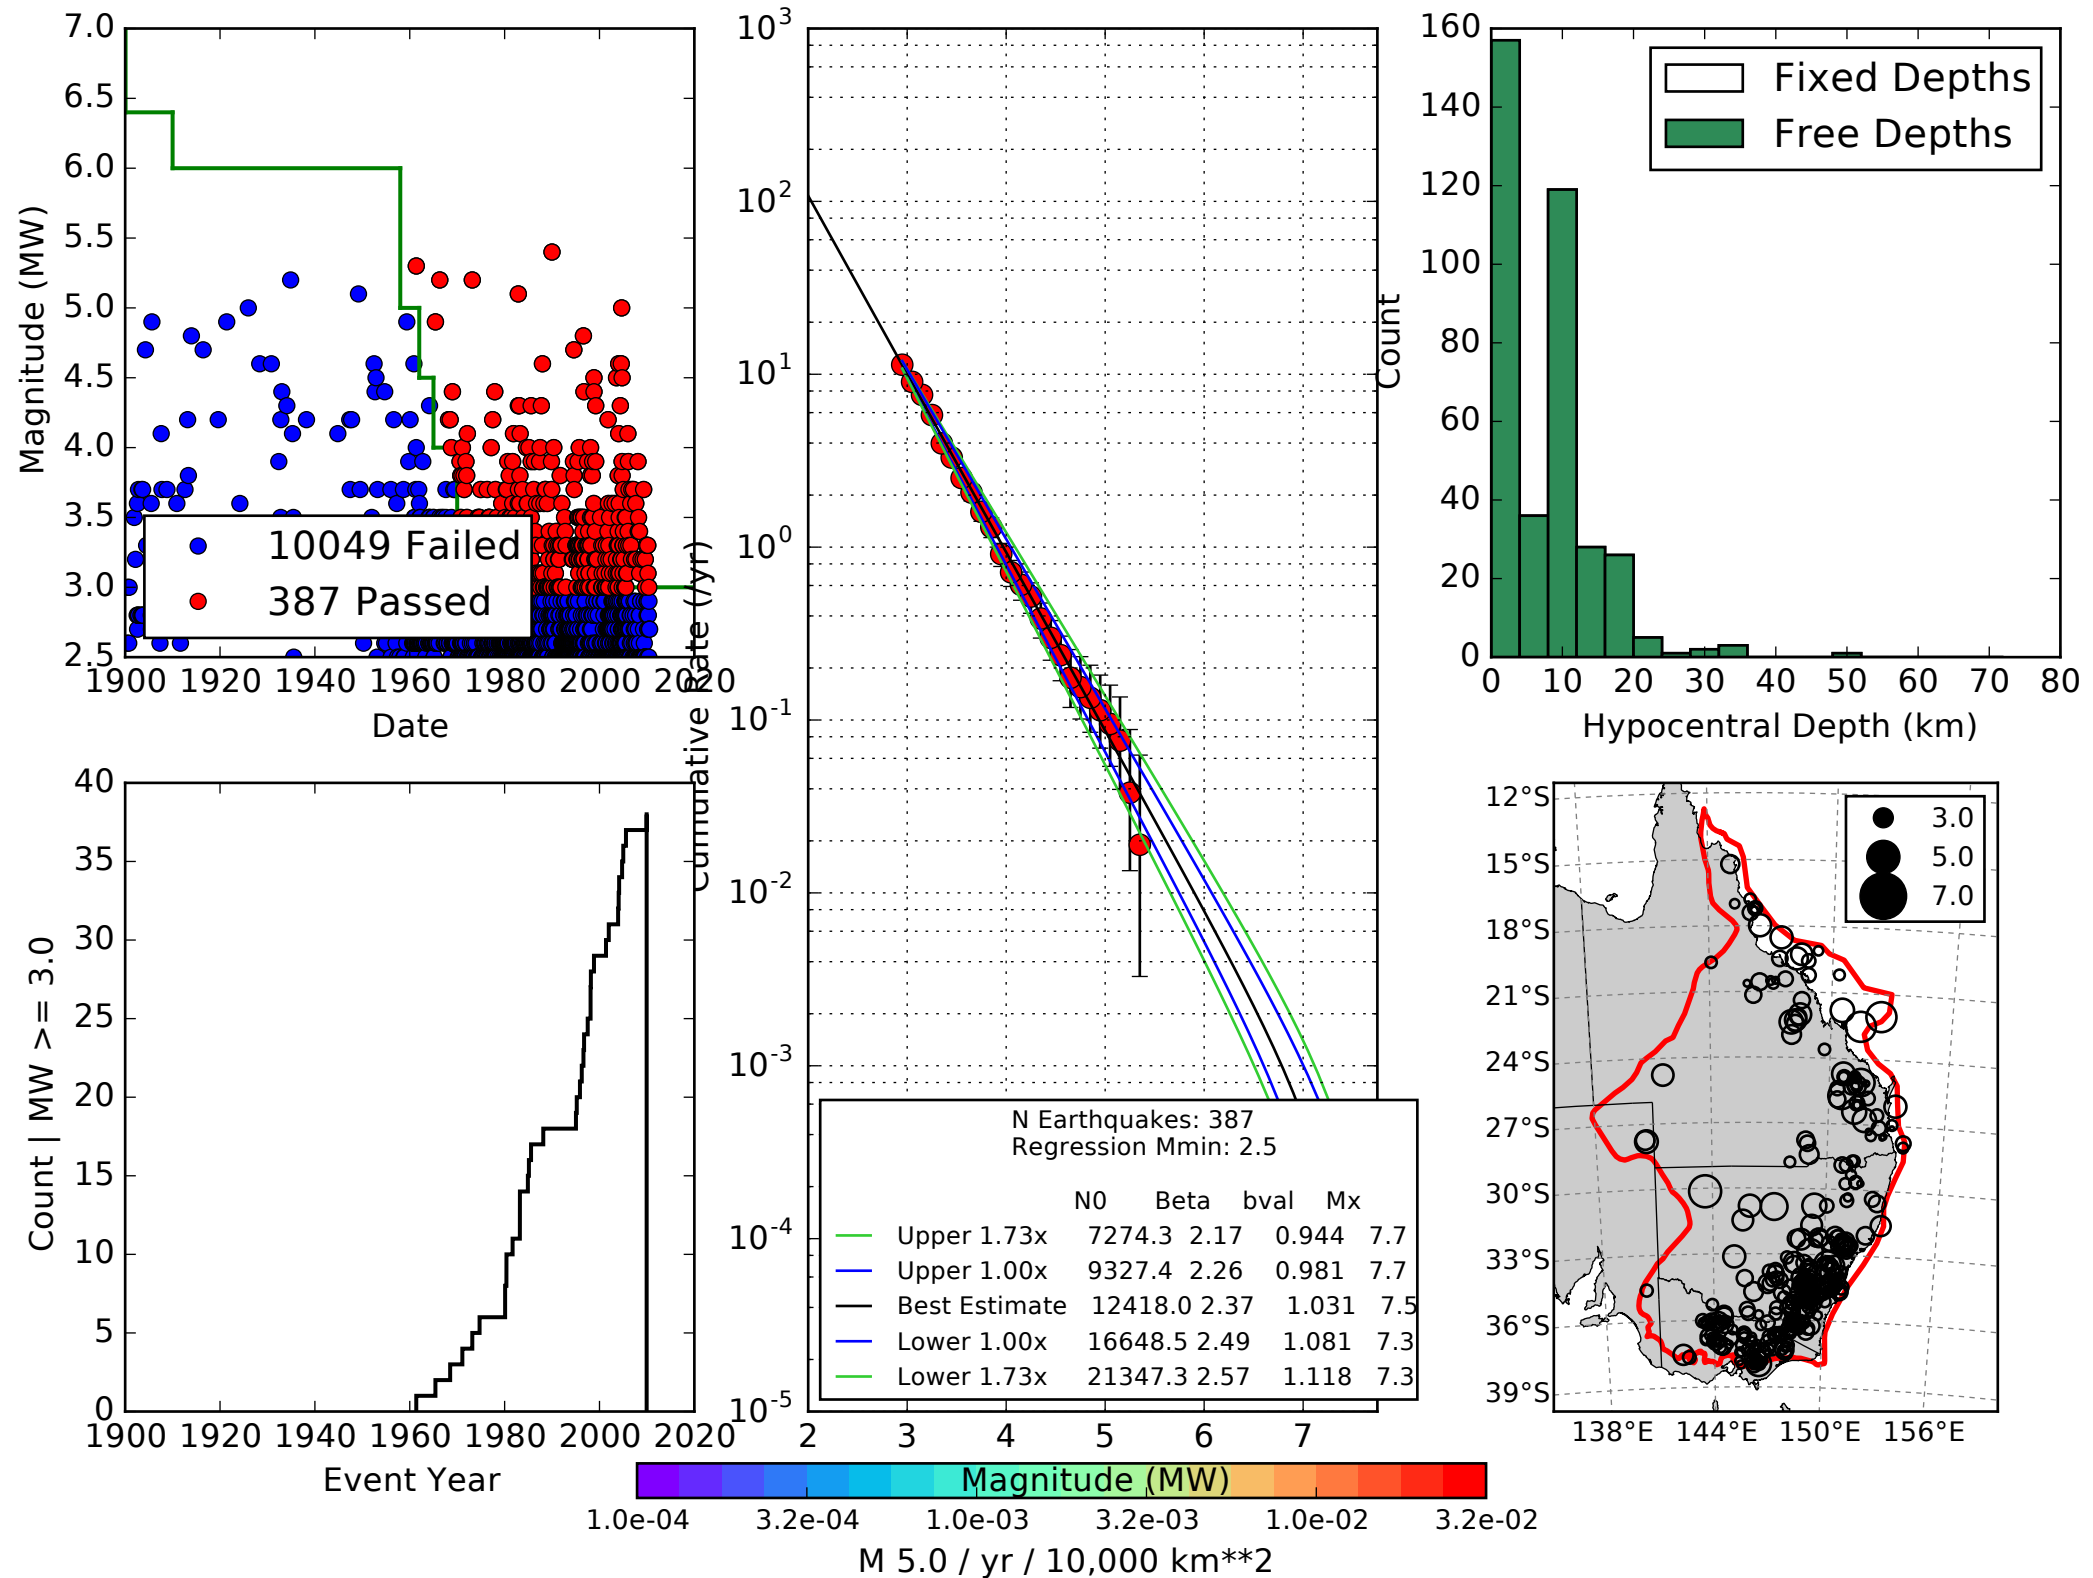 7.0
6.5
6.0
5.5
5.0
4.5
4.0
3.5
3.0
2.5
Magnitude (MW)
10049 Failed
387 Passed
1900 1920 1940 1960 1980 2000 2020
Date
10^3
10^2
10^1
10^0
10^-1
10^-2
10^-3
10^-4
10^-5
Cumulative Rate (/yr)
N Earthquakes: 387
Regression Mmin: 2.5
N0 Beta bval Mx
Upper 1.73x 7274.3 2.17 0.944 7.7
Upper 1.00x 9327.4 2.26 0.981 7.7
Best Estimate 12418.0 2.37 1.031 7.5
Lower 1.00x 16648.5 2.49 1.081 7.3
Lower 1.73x 21347.3 2.57 1.118 7.3
2 3 4 5 6 7
Magnitude (MW)
160
140
120
100
80
60
40
20
0
Count
Fixed Depths
Free Depths
0 10 20 30 40 50 60 70 80
Hypocentral Depth (km)
40
35
30
25
20
15
10
5
0
Count | MW >= 3.0
1900 1920 1940 1960 1980 2000 2020
Event Year
12°S
15°S
18°S
21°S
24°S
27°S
30°S
33°S
36°S
39°S
3.0
5.0
7.0
138°E 144°E 150°E 156°E
1.0e-04 3.2e-04 1.0e-03 3.2e-03 1.0e-02 3.2e-02
M 5.0 / yr / 10,000 km**2